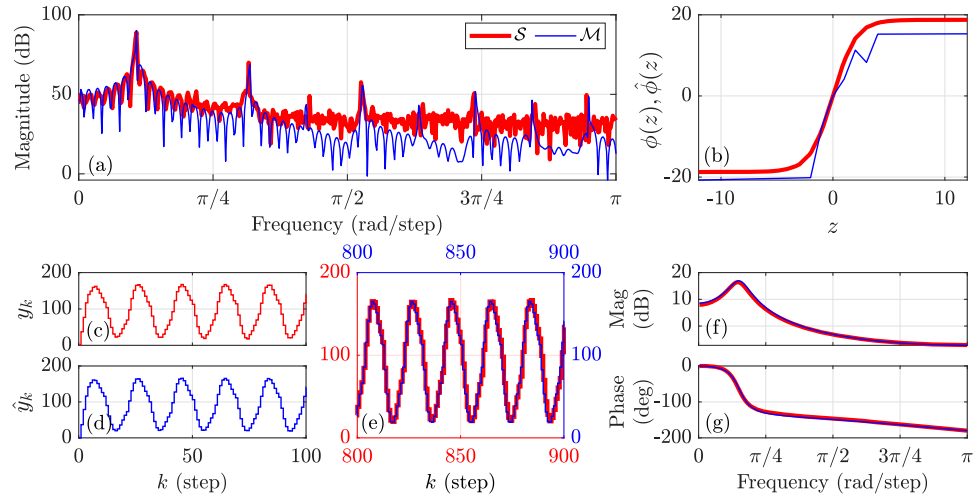 100
50
0
Magnitude (dB)
S M
(a)
0 π/4 π/2 3π/4 π
Frequency (rad/step)
20
0
-20
ϕ(z), ϕ̂(z)
(b)
-10 0 10
z
200
100
0
y_k
(c)
200
100
0
ŷ_k
(d)
0 50 100
k (step)
800 850 900
200
100
0
200
100
0
(e)
800 850 900
k (step)
20
10
0
Mag
(dB)
(f)
0
-100
-200
Phase
(deg)
(g)
π/4 π/2 3π/4 π
Frequency (rad/step)